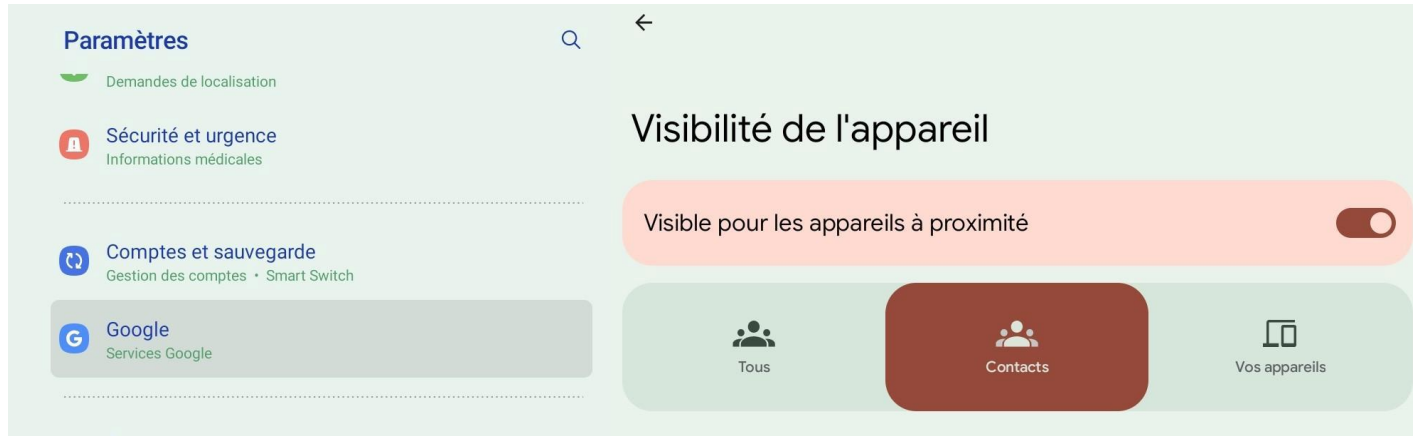 Paramètres
Demandes de localisation
Sécurité et urgence
Informations médicales
Comptes et sauvegarde
Gestion des comptes • Smart Switch
Google
Services Google
Visibilité de l'appareil
Visible pour les appareils à proximité
Tous
Contacts
Vos appareils